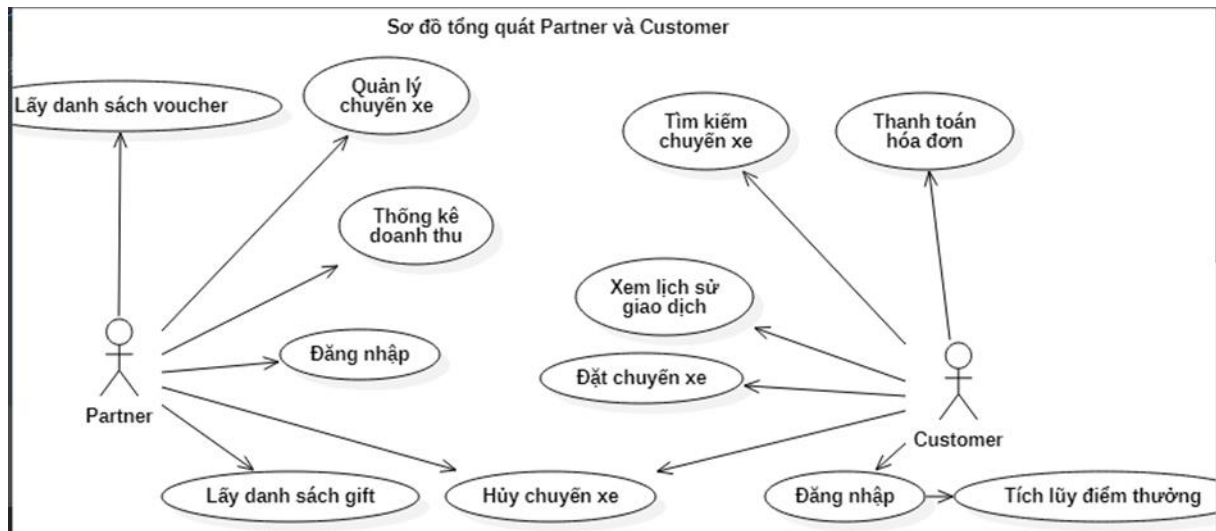 Sơ đồ tổng quát Partner và Customer
Lấy danh sách voucher
Quản lý
chuyến xe
Tìm kiếm
chuyến xe
Thanh toán
hóa đơn
Thống kê
doanh thu
Xem lịch sử
giao dịch
Đăng nhập
Đặt chuyến xe
Partner
Customer
Lấy danh sách gift
Hủy chuyến xe
Đăng nhập
Tích lũy điểm thưởng